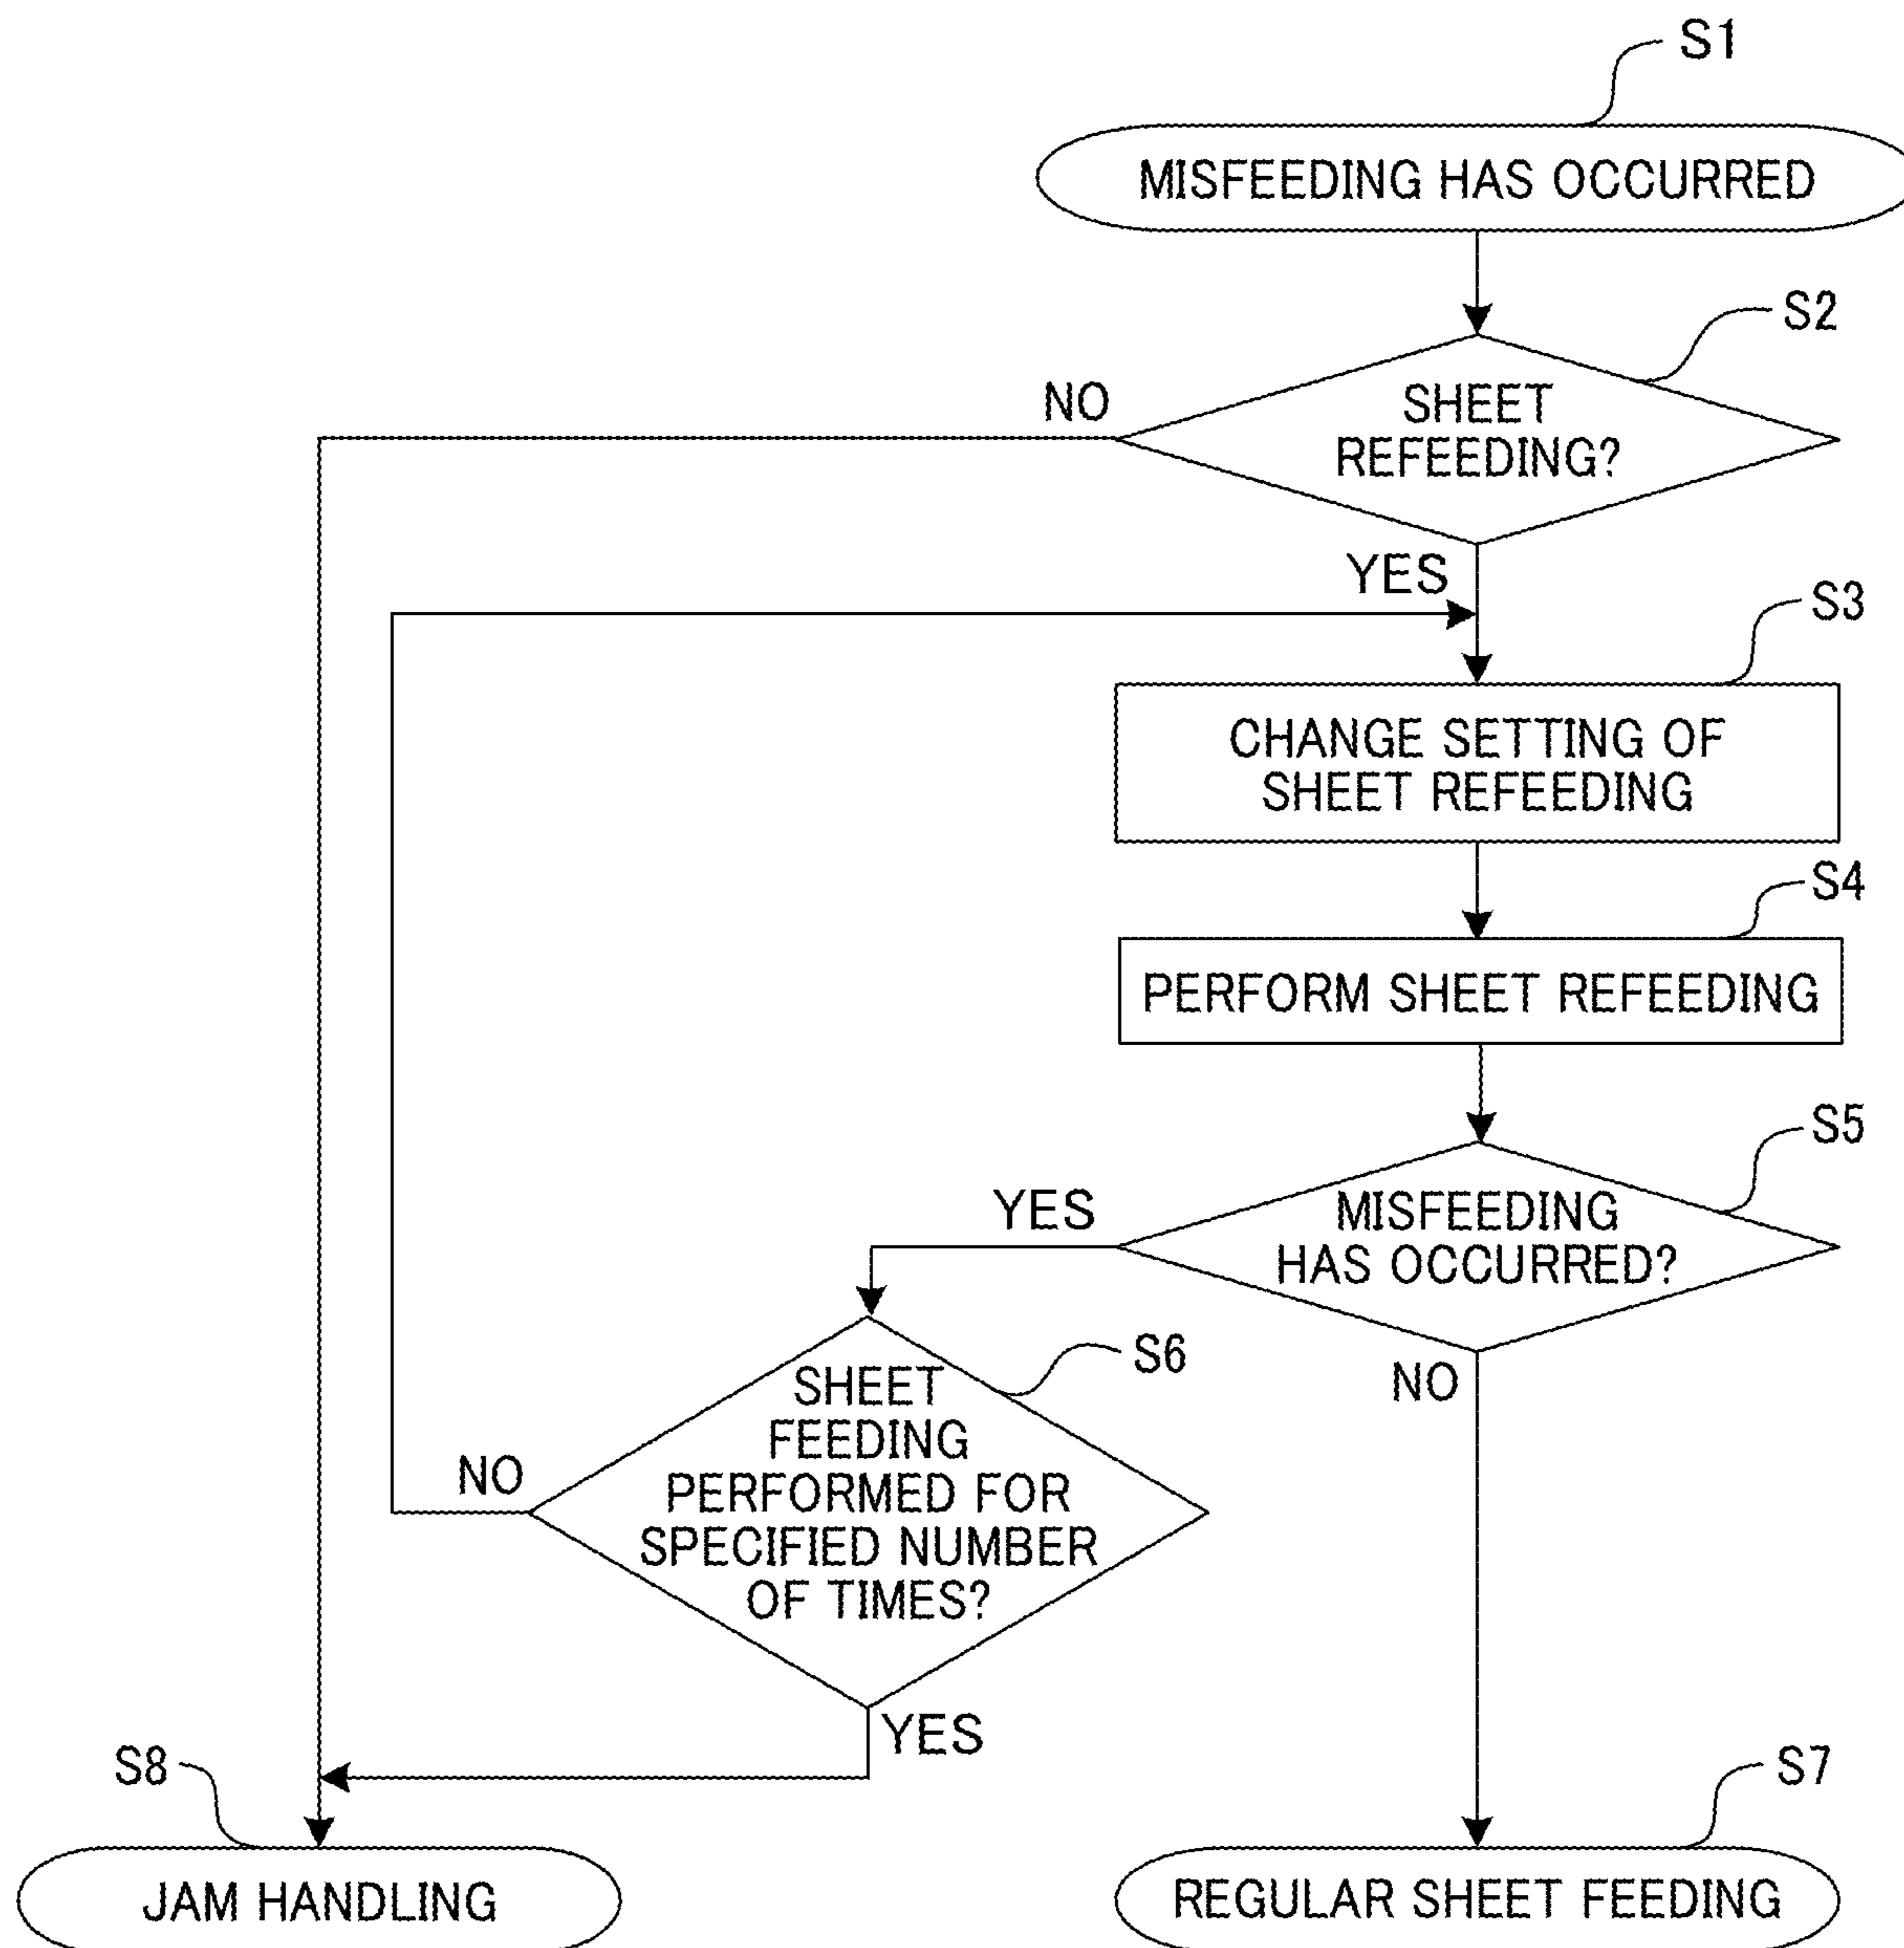 S1
MISFEEDING HAS OCCURRED
S2
NO
SHEET
REFEEDING?
YES
S3
CHANGE SETTING OF
SHEET REFEEDING
S4
PERFORM SHEET REFEEDING
S5
YES
MISFEEDING
HAS OCCURRED?
S6
NO
SHEET
FEEDING
PERFORMED FOR
SPECIFIED NUMBER
OF TIMES?
NO
YES
S8
S7
JAM HANDLING
REGULAR SHEET FEEDING